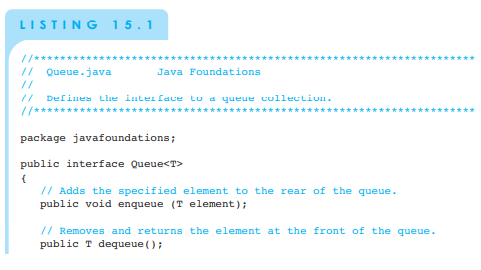 LISTING 15.1
//********************************************************************
//  Queue.java       Java Foundations
//
//  Defines the interface to a queue collection.
//********************************************************************
package javafoundations;
public interface Queue<T>
{
// Adds the specified element to the rear of the queue.
public void enqueue (T element);
// Removes and returns the element at the front of the queue.
public T dequeue();